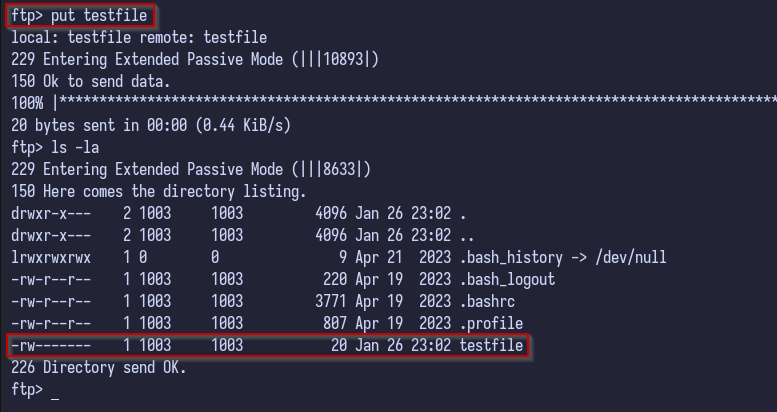 ftp> put testfile
local: testfile remote: testfile
229 Entering Extended Passive Mode (|||10893|)
150 Ok to send data.
100% |*******************************************************************************************
20 bytes sent in 00:00 (0.44 KiB/s)
ftp> ls -la
229 Entering Extended Passive Mode (|||8633|)
150 Here comes the directory listing.
drwxr-x---    2 1003     1003         4096 Jan 26 23:02 .
drwxr-x---    2 1003     1003         4096 Jan 26 23:02 ..
lrwxrwxrwx    1 0        0               9 Apr 21  2023 .bash_history -> /dev/null
-rw-r--r--    1 1003     1003          220 Apr 19  2023 .bash_logout
-rw-r--r--    1 1003     1003         3771 Apr 19  2023 .bashrc
-rw-r--r--    1 1003     1003          807 Apr 19  2023 .profile
-rw-------    1 1003     1003           20 Jan 26 23:02 testfile
226 Directory send OK.
ftp> _